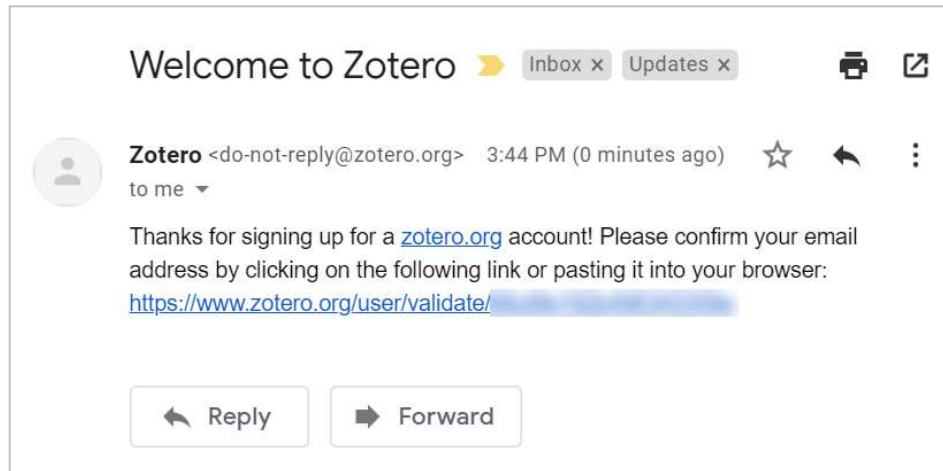 Welcome to Zotero Inbox x Updates x
Zotero <do-not-reply@zotero.org> 3:44 PM (0 minutes ago)
to me
Thanks for signing up for a zotero.org account! Please confirm your email
address by clicking on the following link or pasting it into your browser:
https://www.zotero.org/user/validate/
Reply Forward